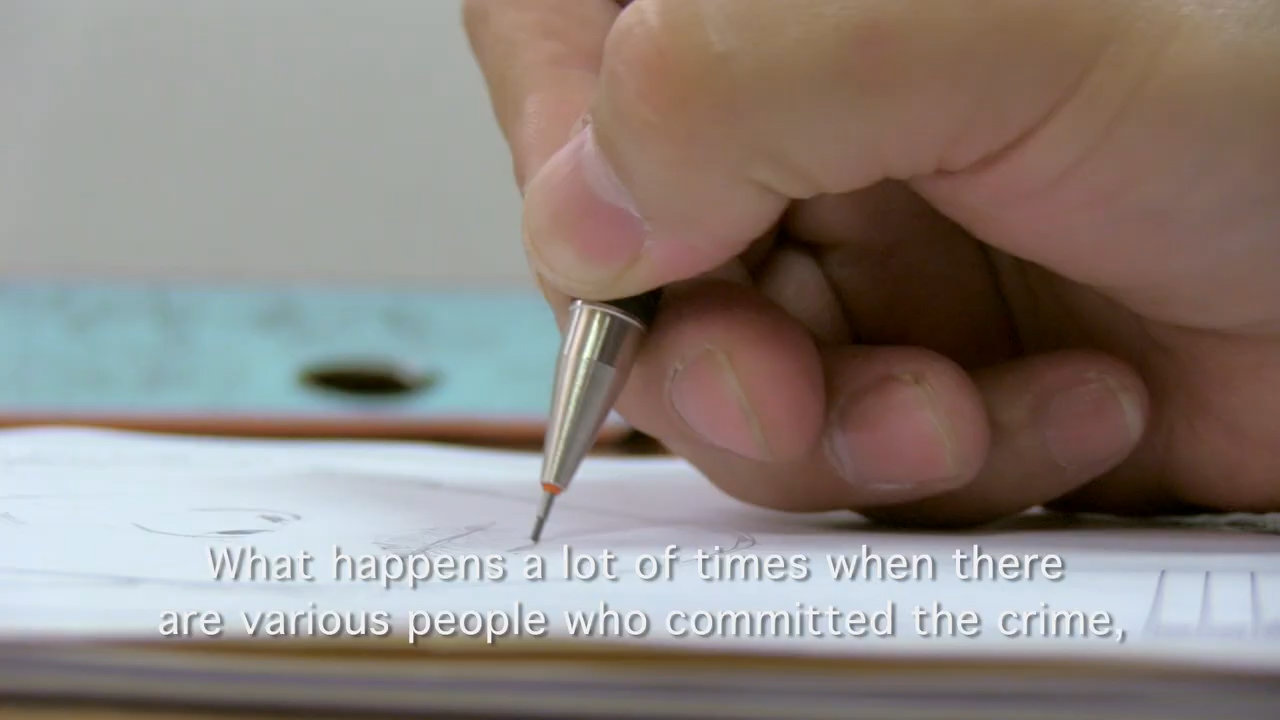 What happens a lot of times when there
are various people who committed the crime,